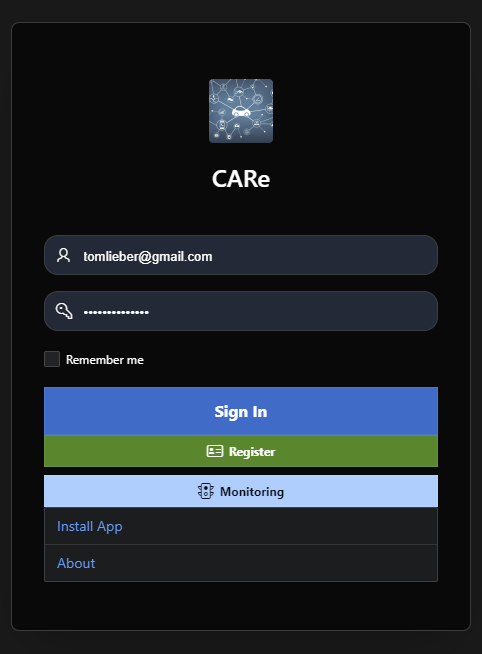 CARe
tomlieber@gmail.com
••••••••••••••
Remember me
Sign In
Register
Monitoring
Install App
About